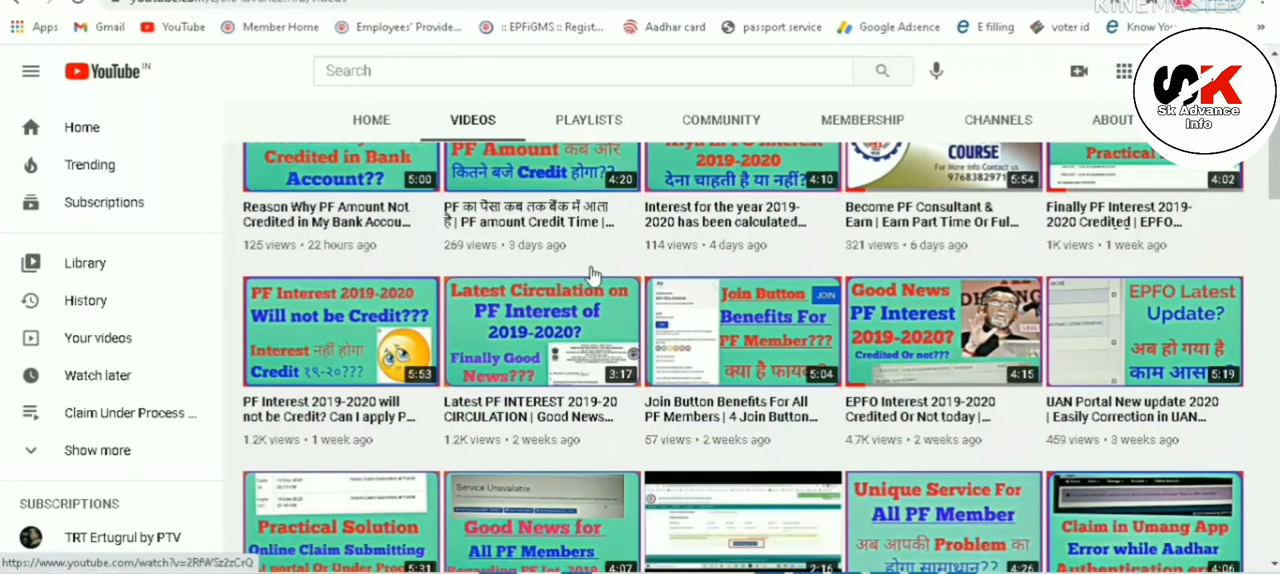 KINEMASTER
Apps Gmail YouTube Member Home Employees' Provide... :: EPFiGMS :: Regist... Aadhar card passport service Google Adsence E filling voter id Know You
YouTube IN
Search
SK
Sk Advance
Info
HOME VIDEOS PLAYLISTS COMMUNITY MEMBERSHIP CHANNELS ABOUT
Home
Trending
Subscriptions
Library
History
Your videos
Watch later
Claim Under Process ...
Show more
SUBSCRIPTIONS
TRT Ertugrul by PTV
https://www.youtube.com/watch?v=2RfWSz2zCrQ
Credited in Bank
Account??
5:00
PF Amount कब और
कितने बजे Credit होगा?
4:20
2019-2020
देना चाहती है या नहीं?
4:10
COURSE
For More Info Contact us
9768382971
5:54
Practical
4:02
Reason Why PF Amount Not
Credited in My Bank Accou...
125 views • 22 hours ago
PF का पैसा कब तक बैंक में आता
है | PF amount Credit Time |...
269 views • 3 days ago
Interest for the year 2019-
2020 has been calculated...
114 views • 4 days ago
Become PF Consultant &
Earn | Earn Part Time Or Ful...
321 views • 6 days ago
Finally PF Interest 2019-
2020 Credited | EPFO...
1K views • 1 week ago
PF Interest 2019-2020
Will not be Credit???
Interest नहीं होगा
Credit १९-२०???
5:53
Latest Circulation on
PF Interest of
2019-2020?
Finally Good
News???
3:17
Join Button JOIN
Benefits For
PF Member???
क्या है फायदा
5:04
Good News
PF Interest
2019-2020?
Credited Or not???
4:15
EPFO Latest
Update?
अब हो गया है
काम आस
5:19
PF Interest 2019-2020 will
not be Credit? Can I apply P...
1.2K views • 1 week ago
Latest PF INTEREST 2019-20
CIRCULATION | Good News...
1.2K views • 2 weeks ago
Join Button Benefits For All
PF Members | 4 Join Button...
57 views • 2 weeks ago
EPFO Interest 2019-2020
Credited Or Not today |...
4.7K views • 2 weeks ago
UAN Portal New update 2020
| Easily Correction in UAN...
459 views • 3 weeks ago
Practical Solution
Online Claim Submitting
5:31
Service Unavailable
Good News for
All PF Members
4:07
2:16
Unique Service For
All PF Member
अब आपकी Problem का
होगा सामाधान??
4:26
Claim in Umang App
Error while Aadhar
4:06